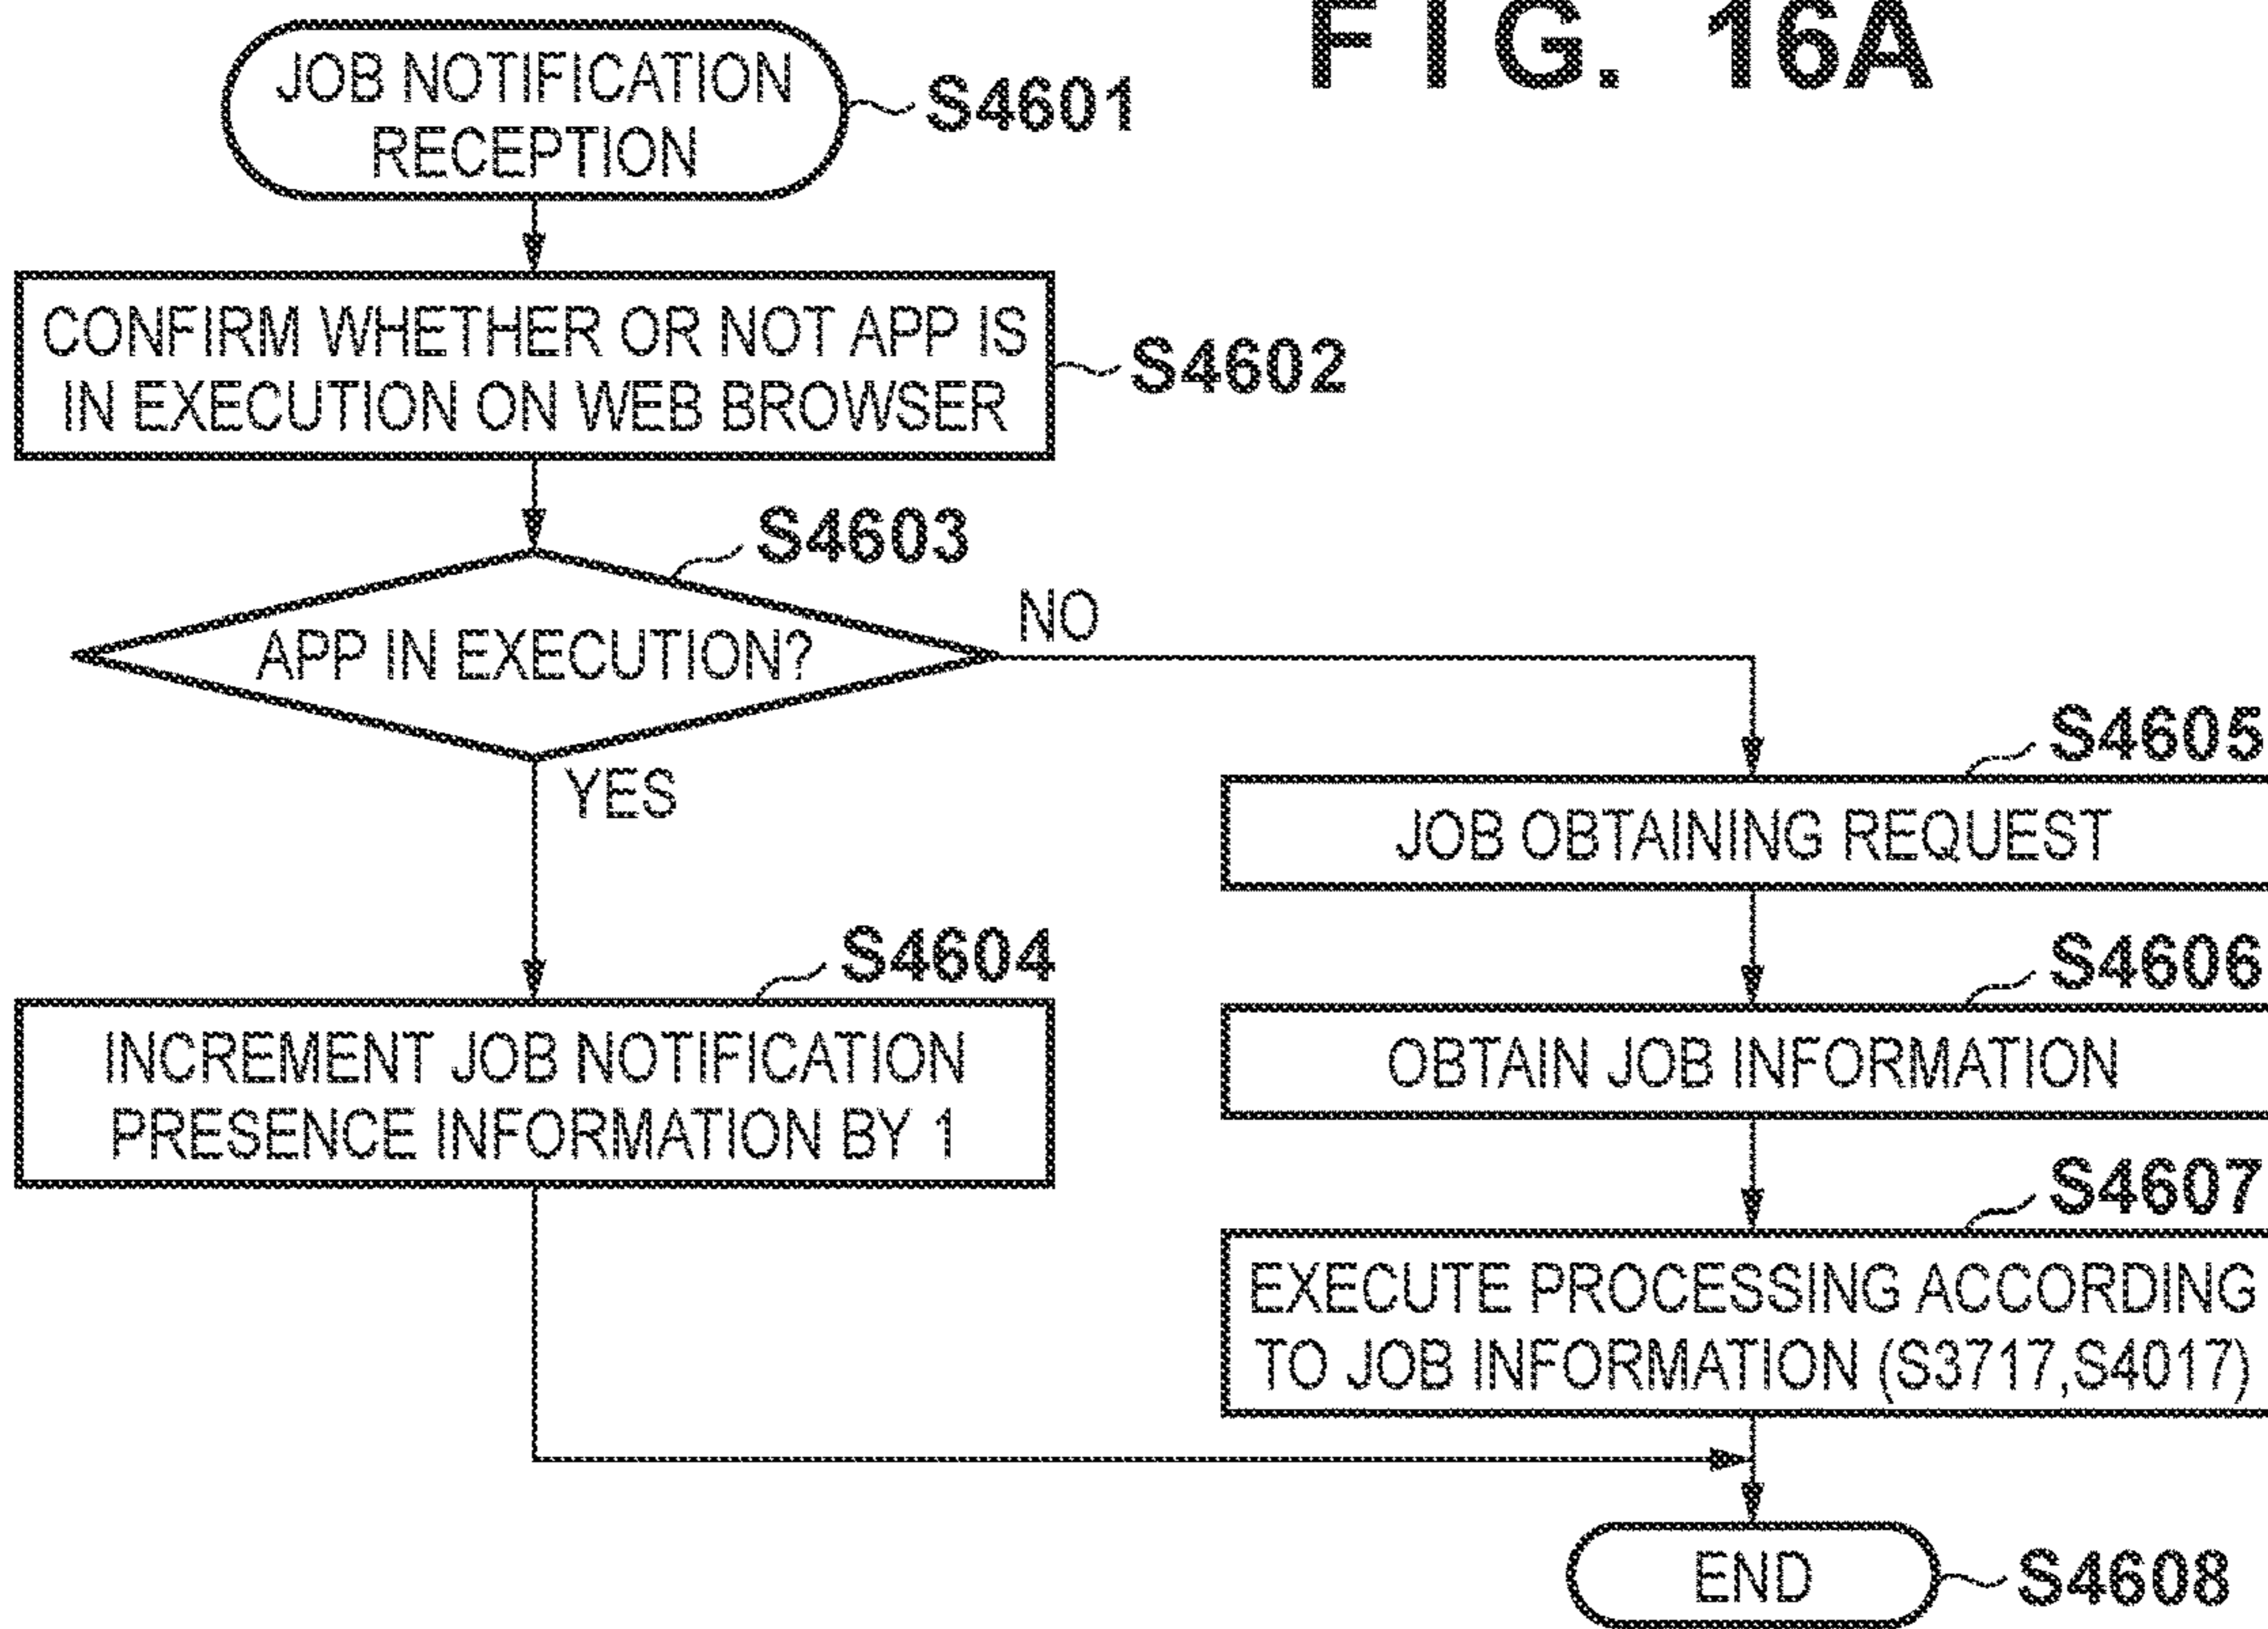 FIG. 16A
JOB NOTIFICATION
RECEPTION
S4601
CONFIRM WHETHER OR NOT APP IS
IN EXECUTION ON WEB BROWSER
S4602
S4603
APP IN EXECUTION?
NO
YES
S4604
INCREMENT JOB NOTIFICATION
PRESENCE INFORMATION BY 1
S4605
JOB OBTAINING REQUEST
S4606
OBTAIN JOB INFORMATION
S4607
EXECUTE PROCESSING ACCORDING
TO JOB INFORMATION (S3717,S4017)
END
S4608